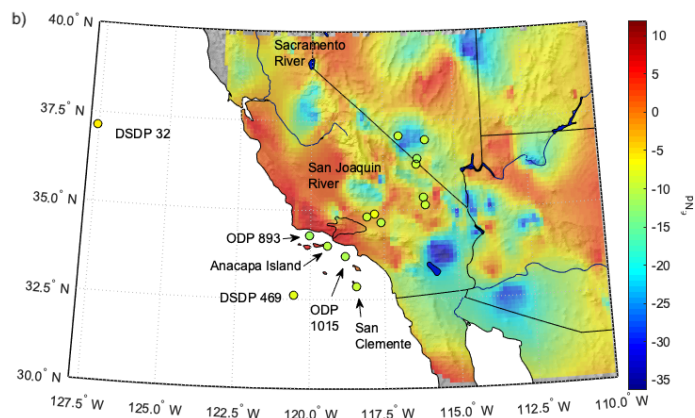 b)
40.0° N
37.5° N
35.0° N
32.5° N
30.0° N
Sacramento
River
DSDP 32
San Joaquin
River
ODP 893
Anacapa Island
DSDP 469
ODP
1015
San
Clemente
127.5° W
125.0° W
122.5° W
120.0° W
117.5° W
115.0° W
112.5° W
110.0° W
10
5
0
-5
-10
-15
-20
-25
-30
-35